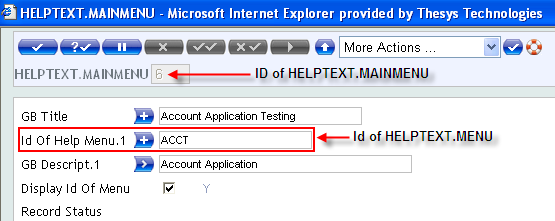 HELPTEXT.MAINMENU - Microsoft Internet Explorer provided by Thesys Technologies
More Actions ...
HELPTEXT.MAINMENU 6 ID of HELPTEXT.MAINMENU
GB Title Account Application Testing
Id Of Help Menu.1 ACCT Id of HELPTEXT.MENU
GB Descript.1 Account Application
Display Id Of Menu Y
Record Status